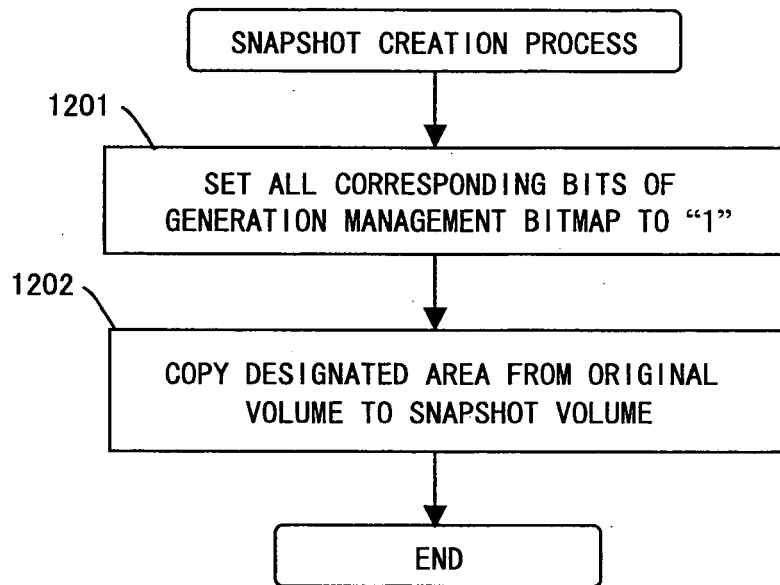 SNAPSHOT CREATION PROCESS
1201
SET ALL CORRESPONDING BITS OF
GENERATION MANAGEMENT BITMAP TO “1”
1202
COPY DESIGNATED AREA FROM ORIGINAL
VOLUME TO SNAPSHOT VOLUME
END